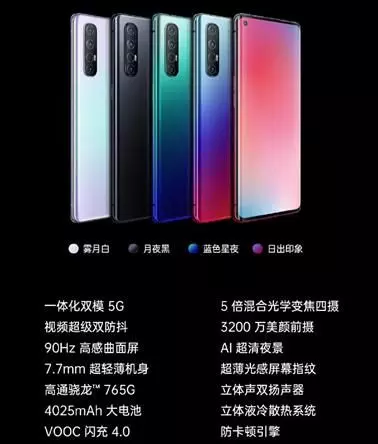 雾月白 月夜黑 蓝色星夜 日出印象
一体化双模 5G
视频超级双防抖
90Hz 高感曲面屏
7.7mm 超轻薄机身
高通骁龙™ 765G
4025mAh 大电池
VOOC 闪充 4.0
5 倍混合光学变焦四摄
3200 万美颜前摄
AI 超清夜景
超薄光感屏幕指纹
立体声双扬声器
立体液冷散热系统
防卡顿引擎